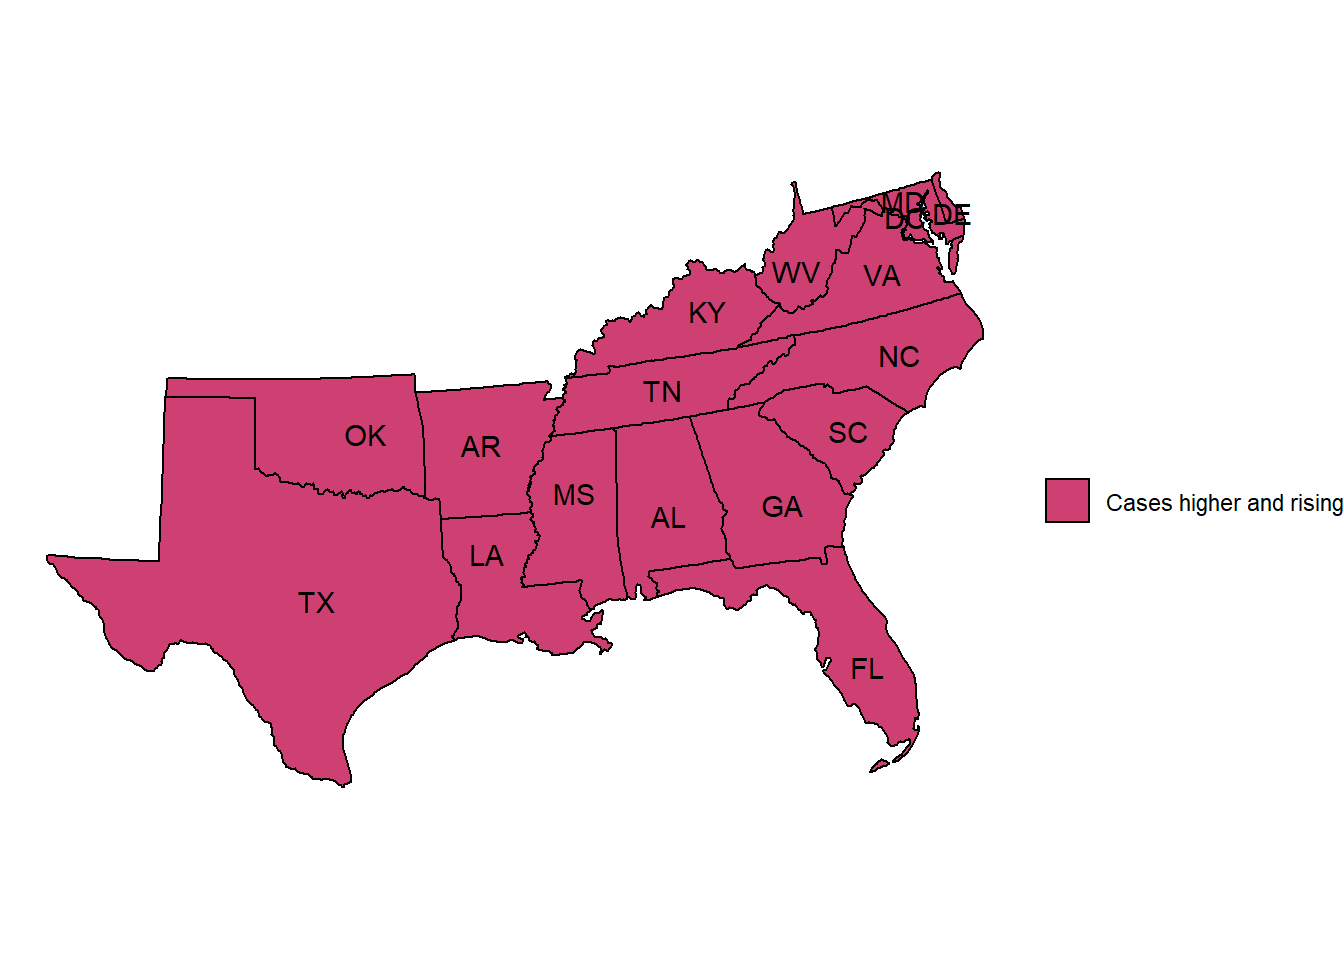 MD
DC
DE
WV
VA
KY
NC
TN
OK
AR
SC
MS
AL
GA
LA
TX
FL
Cases higher and rising